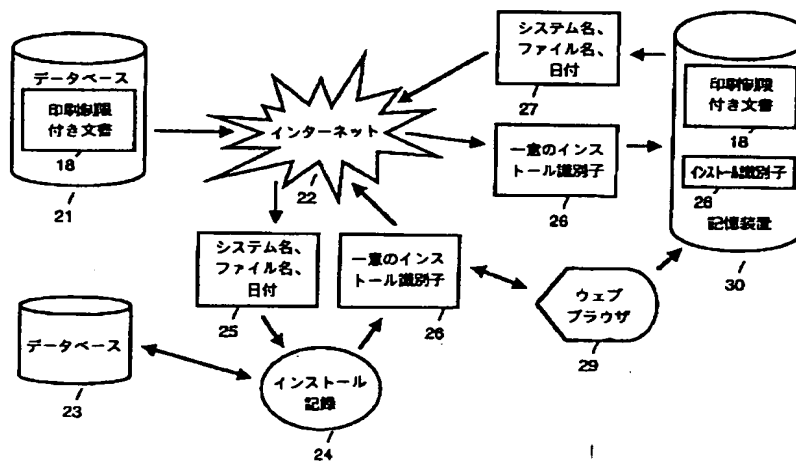 データベース
印刷制限
付き文書
18
21
インターネット
22
システム名、
ファイル名、
日付
27
一意のインス
トール識別子
26
印刷制限
付き文書
18
インストール識別子
28
記憶装置
30
システム名、
ファイル名、
日付
25
一意のインス
トール識別子
26
ウェブ
ブラウザ
29
データベース
23
インストール
記録
24